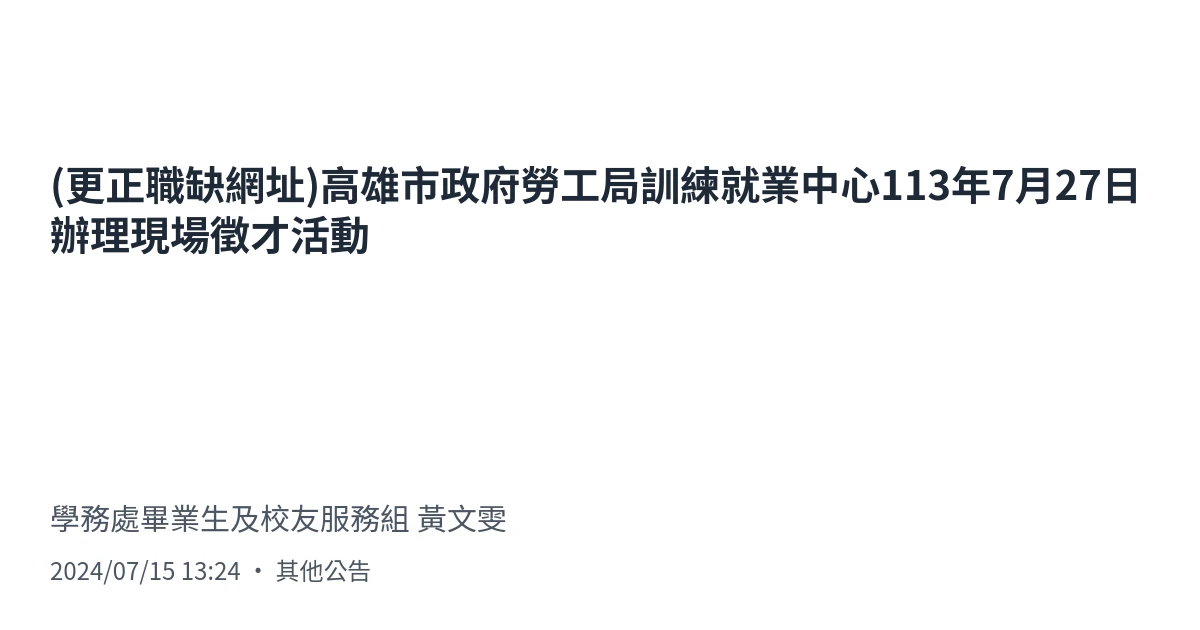 (更正職缺網址)高雄市政府勞工局訓練就業中心113年7月27日
辦理現場徵才活動
學務處畢業生及校友服務組 黃文雯
2024/07/15 13:24 ・ 其他公告